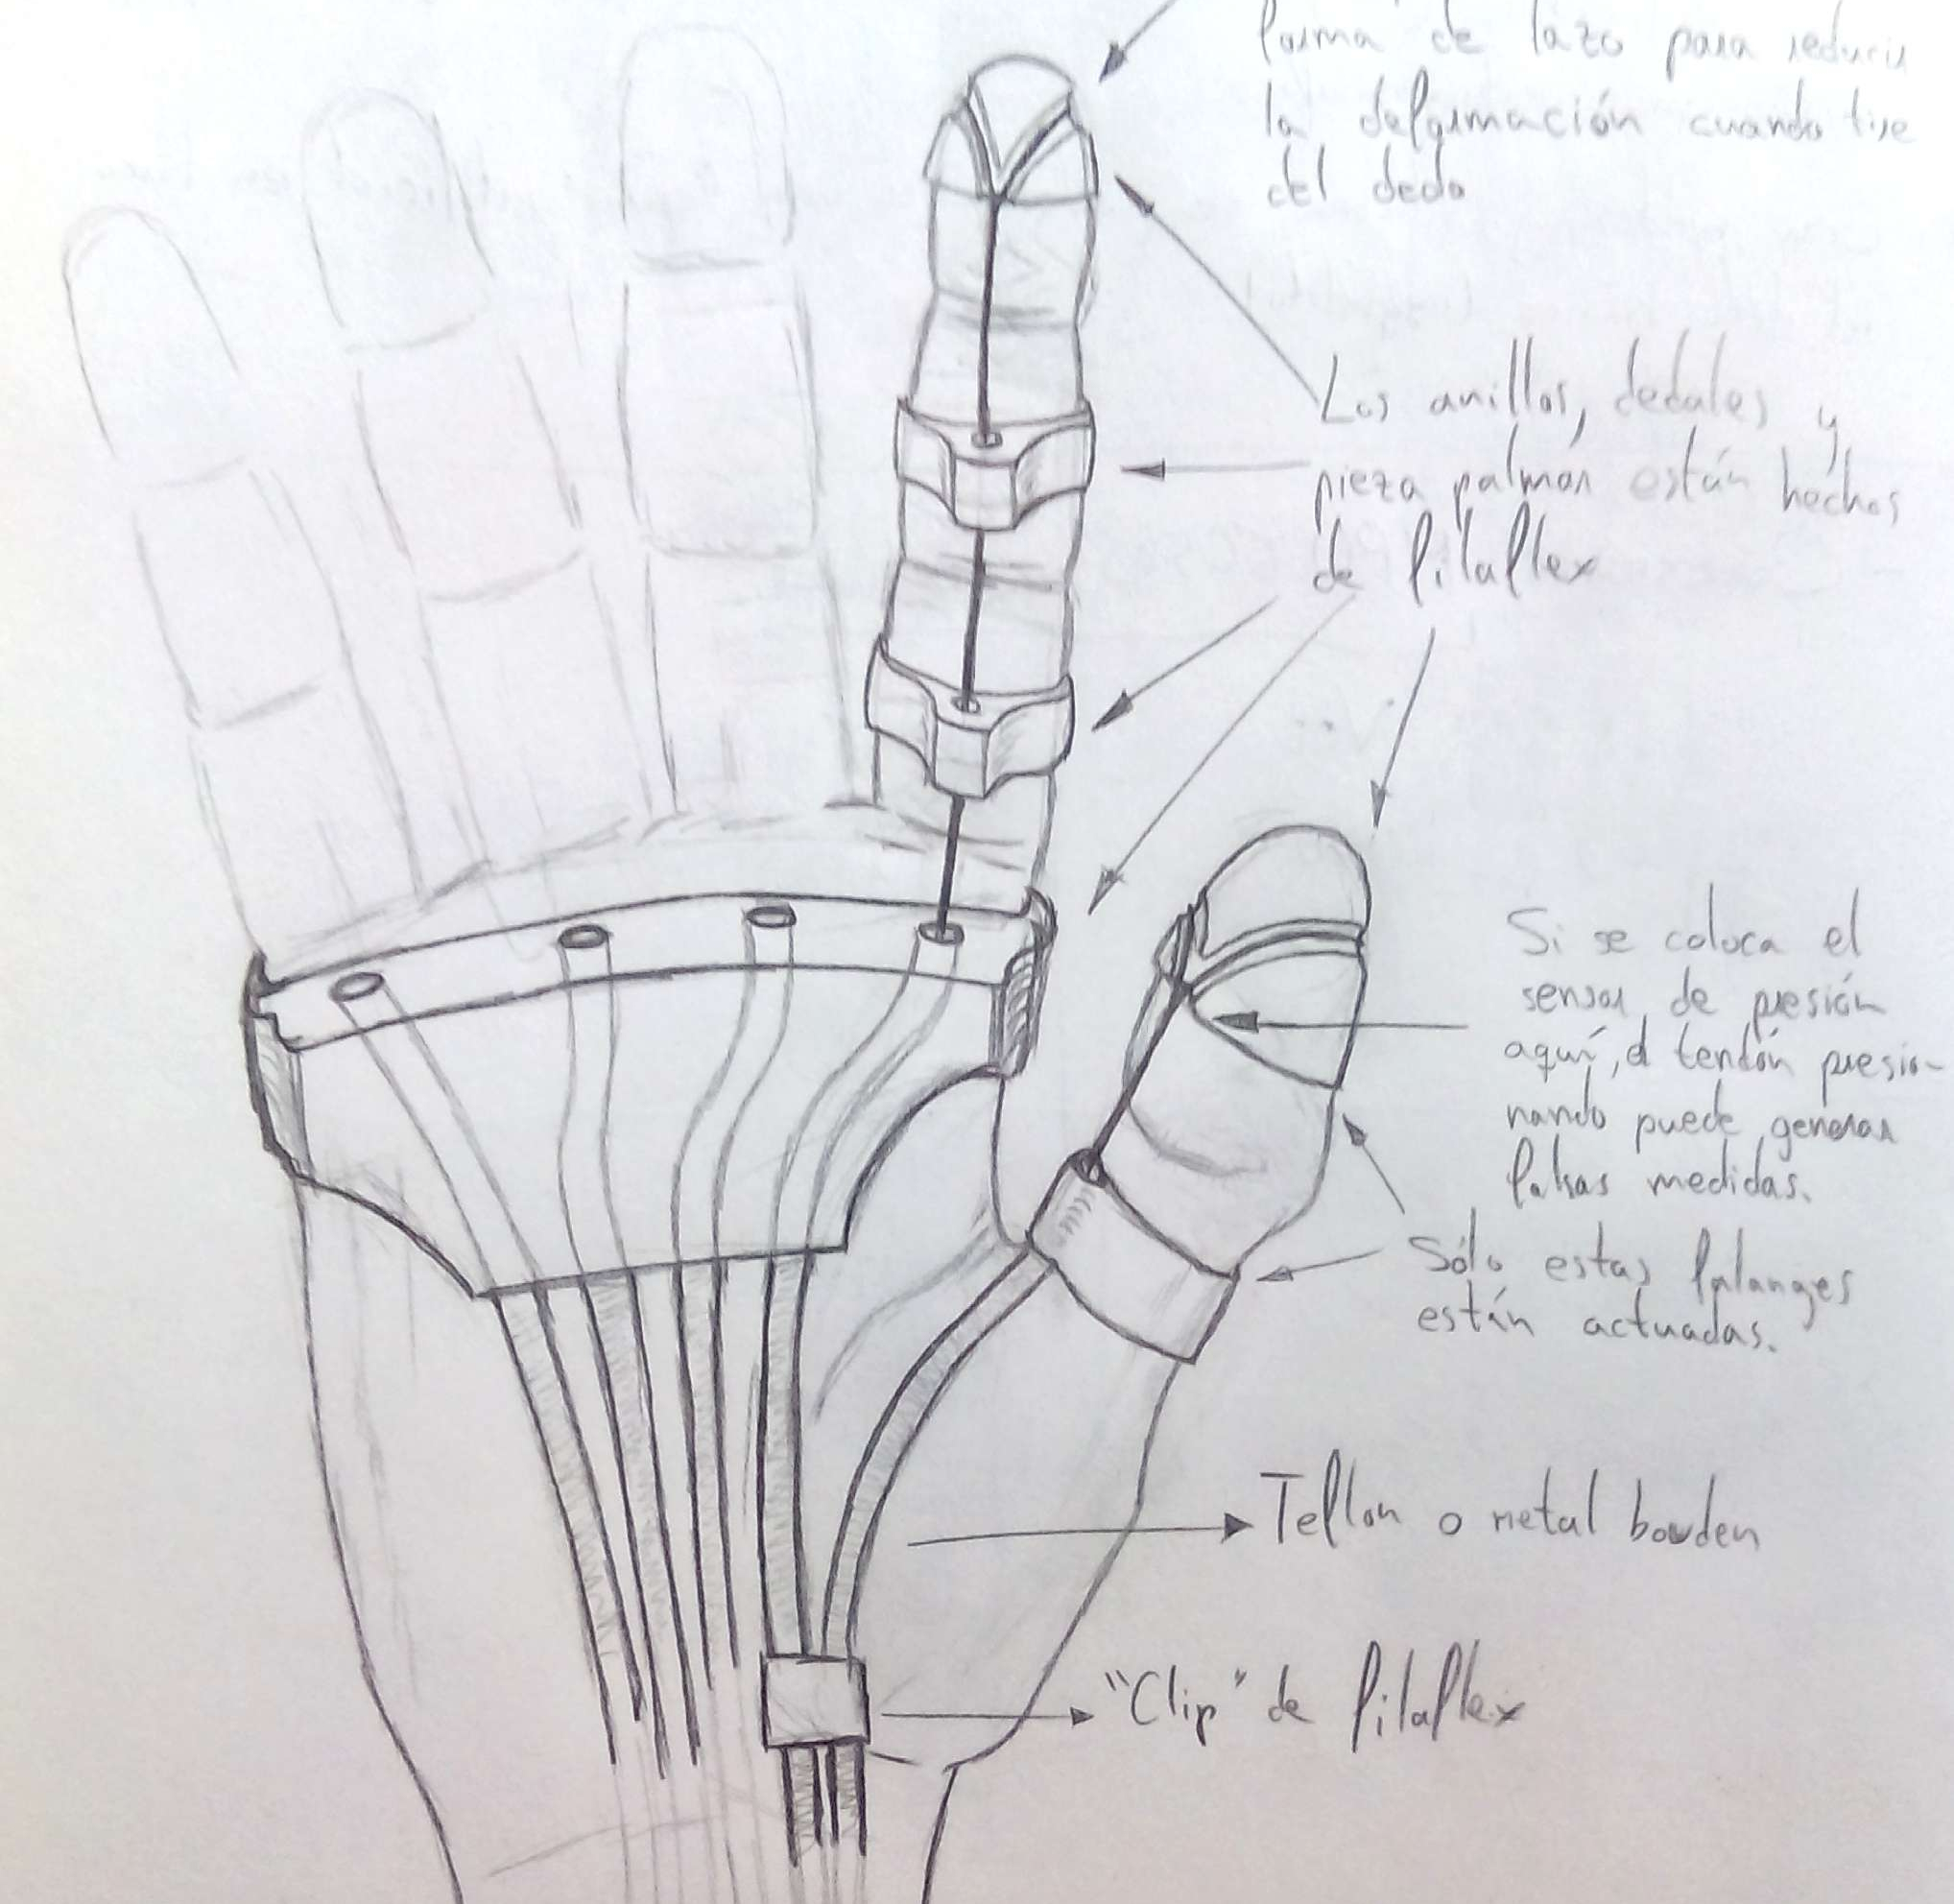 forma de lazo para reducir
la deformación cuando tire
del dedo
Los anillos, dedales y
pieza palmar están hechos
de filaflex
Si se coloca el
sensor de presión
aquí, el tendón presio-
nando puede generar
falsas medidas.
Sólo estas falanges
están actuadas.
Teflon o metal bowden
"Clip" de filaflex